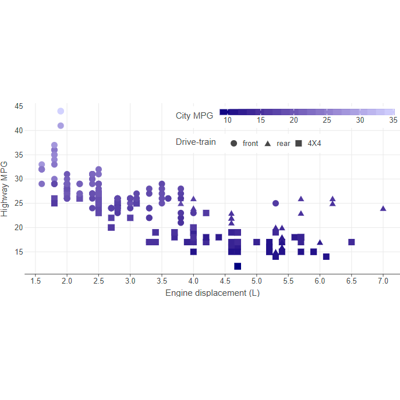 City MPG
10 15 20 25 30 35
Drive-train
front rear 4X4
Highway MPG
45
40
35
30
25
20
15
1.5 2.0 2.5 3.0 3.5 4.0 4.5 5.0 5.5 6.0 6.5 7.0
Engine displacement (L)